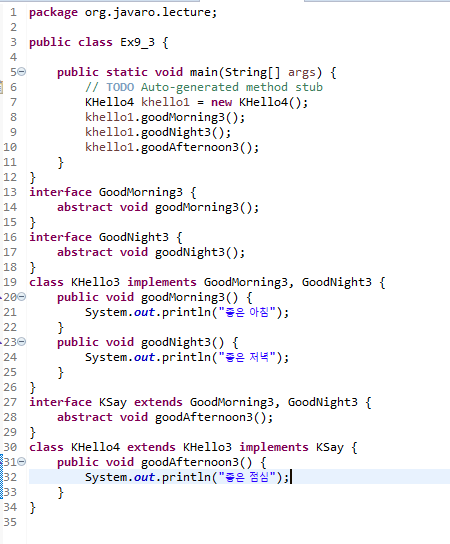 1 package org.javaro.lecture;
2
3 public class Ex9_3 {
4
5 public static void main(String[] args) {
6 // TODO Auto-generated method stub
7 KHello4 khello1 = new KHello4();
8 khello1.goodMorning3();
9 khello1.goodNight3();
10 khello1.goodAfternoon3();
11 }
12 }
13 interface GoodMorning3 {
14 abstract void goodMorning3();
15 }
16 interface GoodNight3 {
17 abstract void goodNight3();
18 }
19 class KHello3 implements GoodMorning3, GoodNight3 {
20 public void goodMorning3() {
21 System.out.println("좋은 아침");
22 }
23 public void goodNight3() {
24 System.out.println("좋은 저녁");
25 }
26 }
27 interface KSay extends GoodMorning3, GoodNight3 {
28 abstract void goodAfternoon3();
29 }
30 class KHello4 extends KHello3 implements KSay {
31 public void goodAfternoon3() {
32 System.out.println("좋은 점심");
33 }
34 }
35